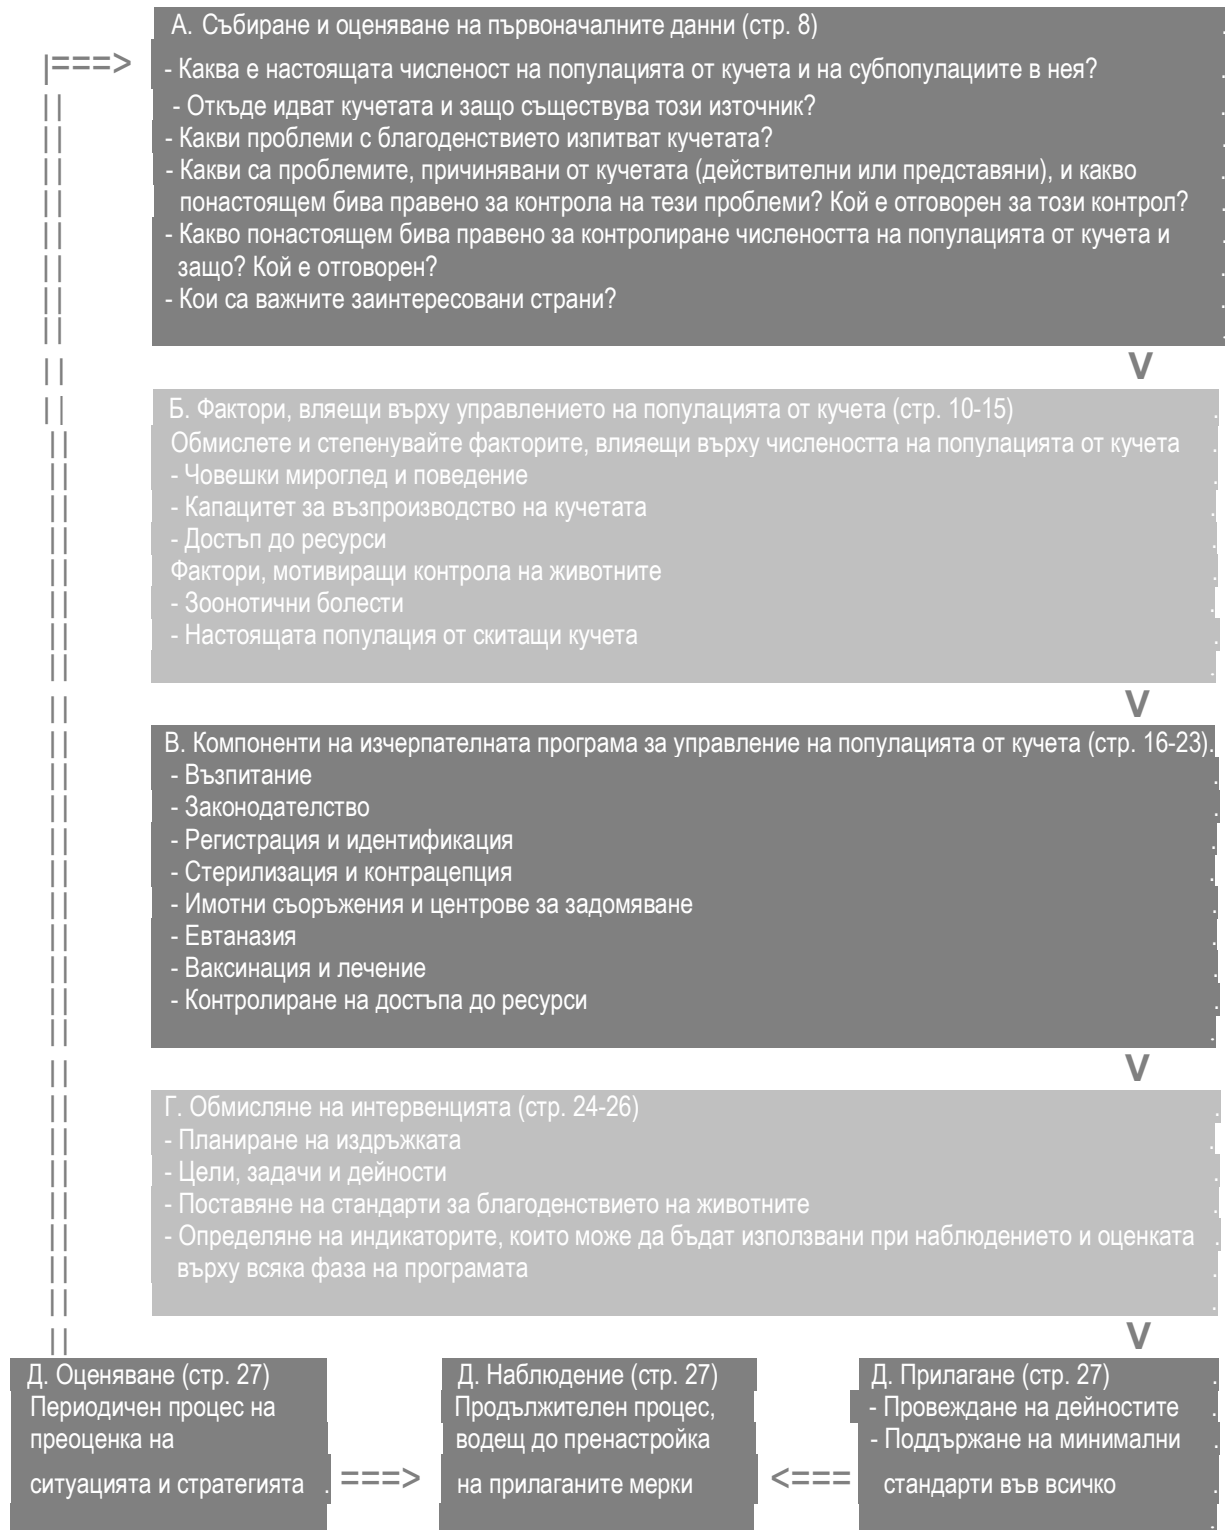 А. Събиране и оценяване на първоначалните данни (стр. 8)
|===>
- Каква е настоящата численост на популацията от кучета и на субпопулациите в нея?
- Откъде идват кучетата и защо съществува този източник?
- Какви проблеми с благоденствието изпитват кучетата?
- Какви са проблемите, причинявани от кучетата (действителни или представяни), и какво
понастоящем бива правено за контрола на тези проблеми? Кой е отговорен за този контрол?
- Какво понастоящем бива правено за контролиране числеността на популацията от кучета и
защо? Кой е отговорен?
- Кои са важните заинтересовани страни?
V
Б. Фактори, вляещи върху управлението на популацията от кучета (стр. 10-15)
Обмислете и степенувайте факторите, влияещи върху числеността на популацията от кучета
- Човешки мироглед и поведение
- Капацитет за възпроизводство на кучетата
- Достъп до ресурси
Фактори, мотивиращи контрола на животните
- Зоонотични болести
- Настоящата популация от скитащи кучета
V
В. Компоненти на изчерпателната програма за управление на популацията от кучета (стр. 16-23).
- Възпитание
- Законодателство
- Регистрация и идентификация
- Стерилизация и контрацепция
- Имотни съоръжения и центрове за задомяване
- Евтаназия
- Ваксинация и лечение
- Контролиране на достъпа до ресурси
V
Г. Обмисляне на интервенцията (стр. 24-26)
- Планиране на издръжката
- Цели, задачи и дейности
- Поставяне на стандарти за благоденствието на животните
- Определяне на индикаторите, които може да бъдат използвани при наблюдението и оценката
върху всяка фаза на програмата
V
Д. Оценяване (стр. 27)
Периодичен процес на
преоценка на
ситуацията и стратегията
===>
Д. Наблюдение (стр. 27)
Продължителен процес,
водещ до пренастройка
на прилаганите мерки
<===
Д. Прилагане (стр. 27)
- Провеждане на дейностите
- Поддържане на минимални
стандарти във всичко